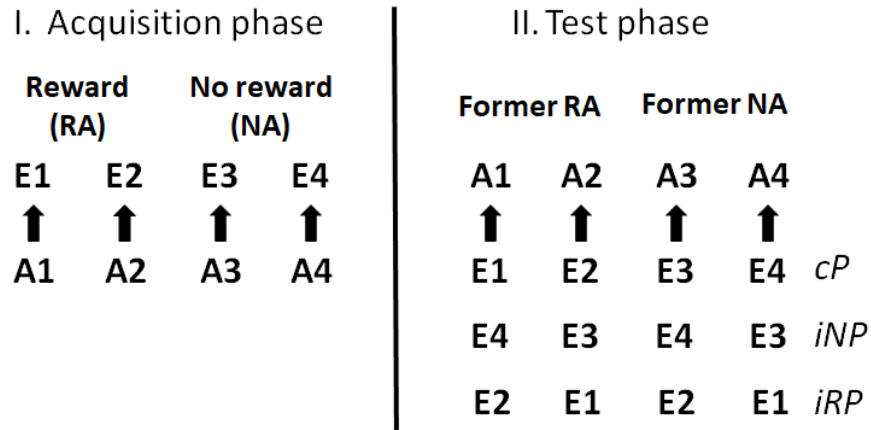 I. Acquisition phase
Reward No reward
(RA) (NA)
E1 E2 E3 E4
A1 A2 A3 A4
II. Test phase
Former RA Former NA
A1 A2 A3 A4
E1 E2 E3 E4 cP
E4 E3 E4 E3 iNP
E2 E1 E2 E1 iRP